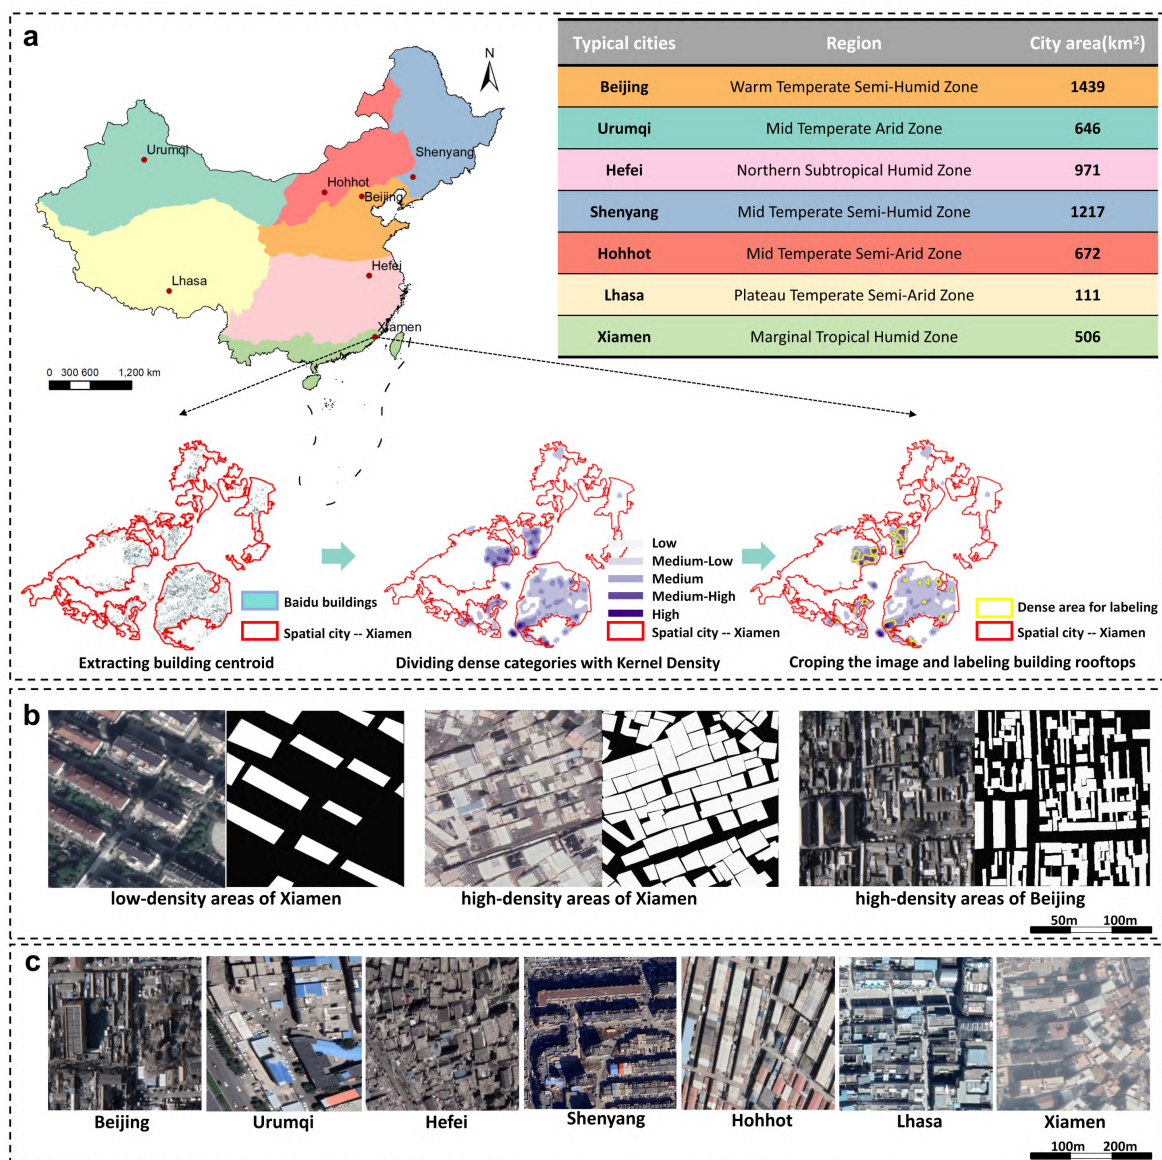 a
N
Urumqi
Shenyang
Hohhot
Beijing
Hefei
Lhasa
Xiamen
0 300 600 1,200 km
Typical cities Region City area(km²)
Beijing Warm Temperate Semi-Humid Zone 1439
Urumqi Mid Temperate Arid Zone 646
Hefei Northern Subtropical Humid Zone 971
Shenyang Mid Temperate Semi-Humid Zone 1217
Hohhot Mid Temperate Semi-Arid Zone 672
Lhasa Plateau Temperate Semi-Arid Zone 111
Xiamen Marginal Tropical Humid Zone 506
Baidu buildings
Spatial city -- Xiamen
Extracting building centroid
Low
Medium-Low
Medium
Medium-High
High
Spatial city -- Xiamen
Dividing dense categories with Kernel Density
Dense area for labeling
Spatial city -- Xiamen
Croping the image and labeling building rooftops
b
low-density areas of Xiamen
high-density areas of Xiamen
high-density areas of Beijing
50m 100m
c
Beijing
Urumqi
Hefei
Shenyang
Hohhot
Lhasa
Xiamen
100m 200m